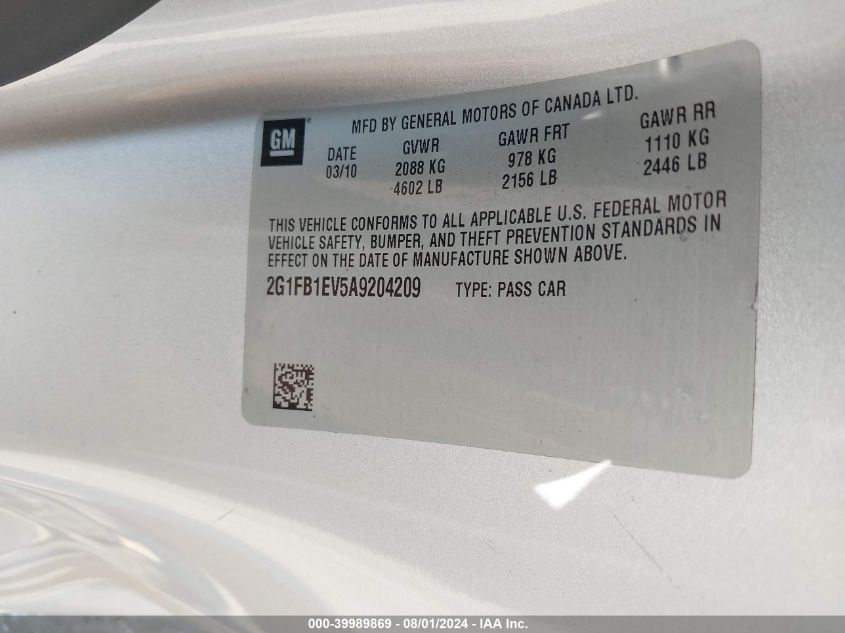 GM
MFD BY GENERAL MOTORS OF CANADA LTD.
DATE GVWR GAWR FRT GAWR RR
03/10 2088 KG 978 KG 1110 KG
4602 LB 2156 LB 2446 LB
THIS VEHICLE CONFORMS TO ALL APPLICABLE U.S. FEDERAL MOTOR
VEHICLE SAFETY, BUMPER, AND THEFT PREVENTION STANDARDS IN
EFFECT ON THE DATE OF MANUFACTURE SHOWN ABOVE.
2G1FB1EV5A9204209 TYPE: PASS CAR
000-39989869 - 08/01/2024 - IAA Inc.